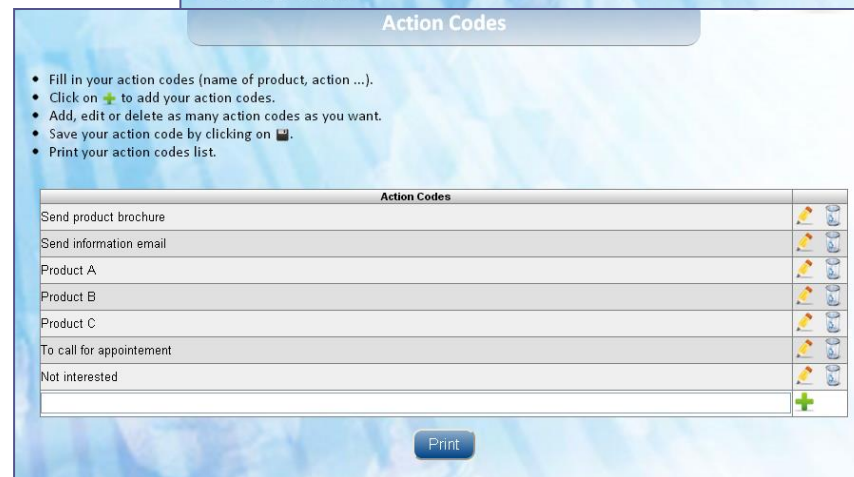 Action Codes
Fill in your action codes (name of product, action ...).
Click on to add your action codes.
Add, edit or delete as many action codes as you want.
Save your action code by clicking on .
Print your action codes list.
Action Codes
Send product brochure
Send information email
Product A
Product B
Product C
To call for appointement
Not interested
Print